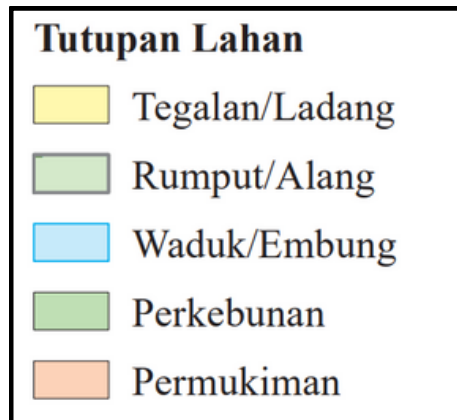 Tutupan Lahan
Tegalan/Ladang
Rumput/Alang
Waduk/Embung
Perkebunan
Permukiman